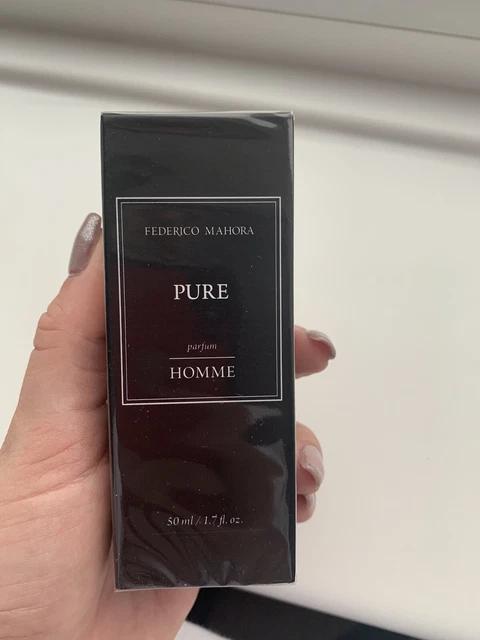 FEDERICO MAHORA
PURE
parfum
HOMME
50 ml / 1.7 fl. oz.